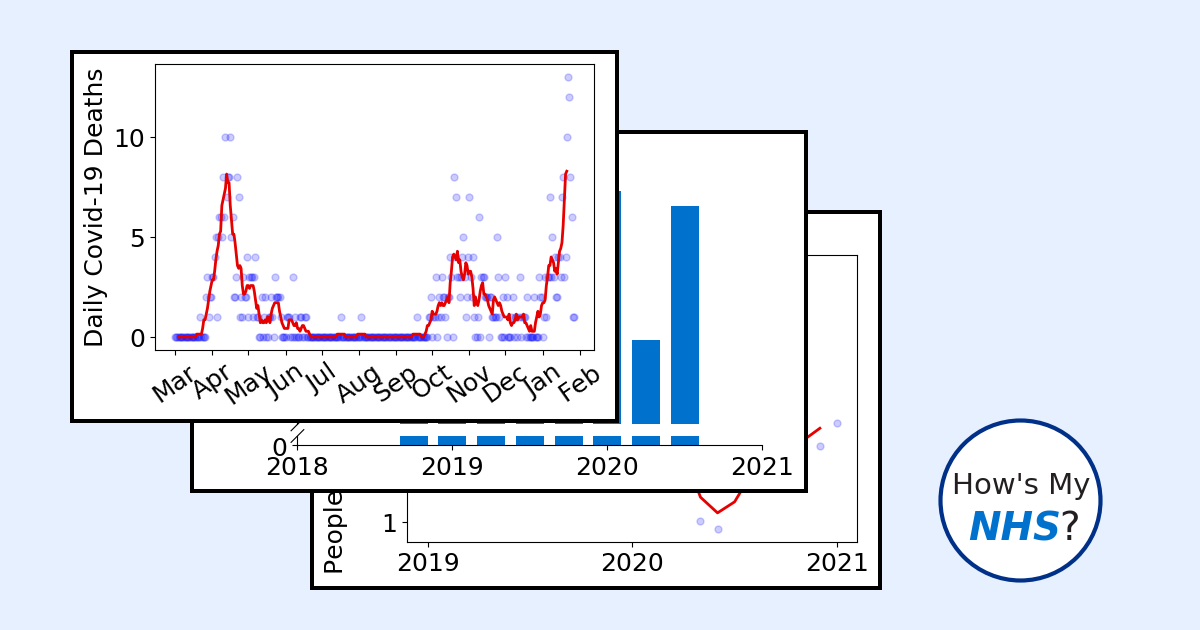 Daily Covid-19 Deaths
10
5
0
Mar Apr May Jun Jul Aug Sep Oct Nov Dec Jan Feb
0
2018 2019 2020 2021
People
1
2019 2020 2021
How's My
NHS?